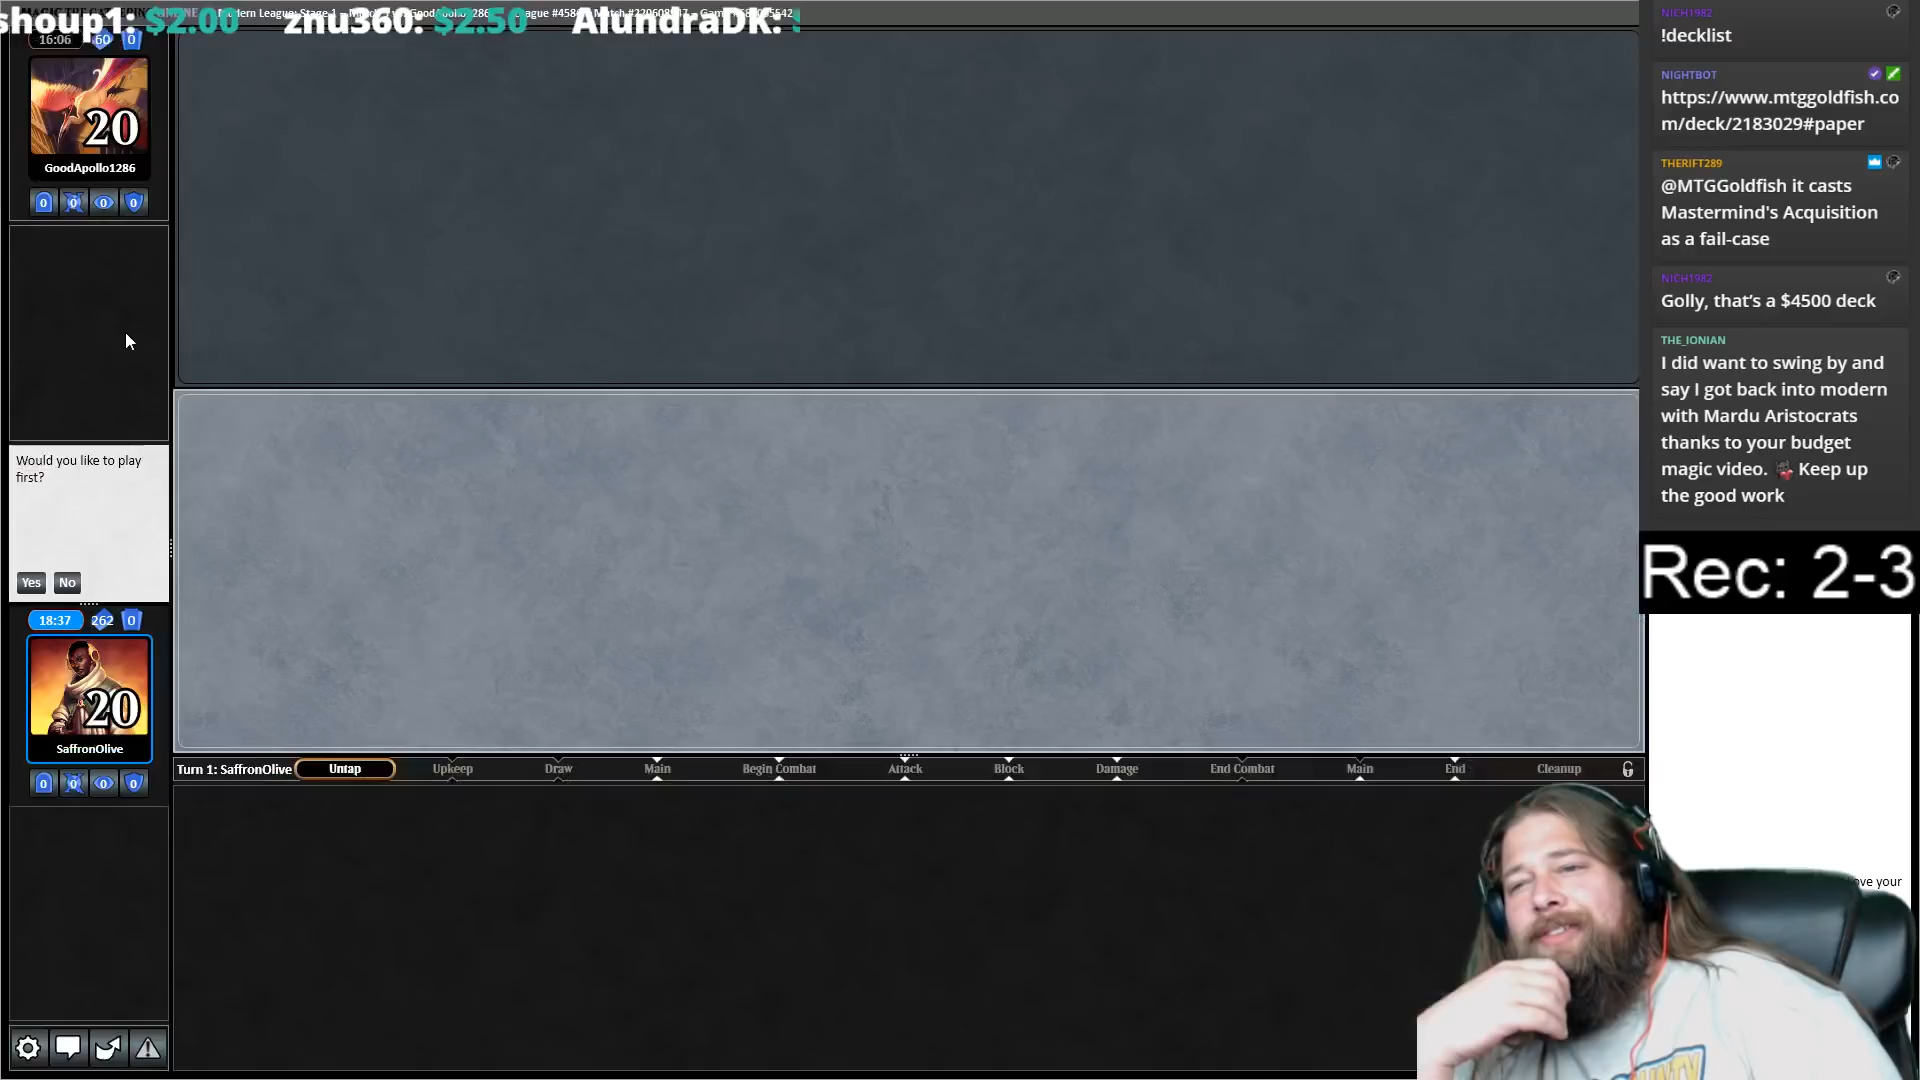 shoup1: $2.00 znu360: $2.50 AlundraDK:
16:06 60 0
20
GoodApollo1286
0 0 0 0
Would you like to play
first?
Yes No
18:37 262 0
20
SaffronOlive
0 0 0 0
Turn 1: SaffronOlive Untap Upkeep Draw Main Begin Combat Attack Block Damage End Combat Main End Cleanup
NICH1982
!decklist
NIGHTBOT
https://www.mtggoldfish.co
m/deck/2183029#paper
THERIFT289
@MTGGoldfish it casts
Mastermind's Acquisition
as a fail-case
NICH1982
Golly, that's a $4500 deck
THE_IONIAN
I did want to swing by and
say I got back into modern
with Mardu Aristocrats
thanks to your budget
magic video. Keep up
the good work
Rec: 2-3
ove your